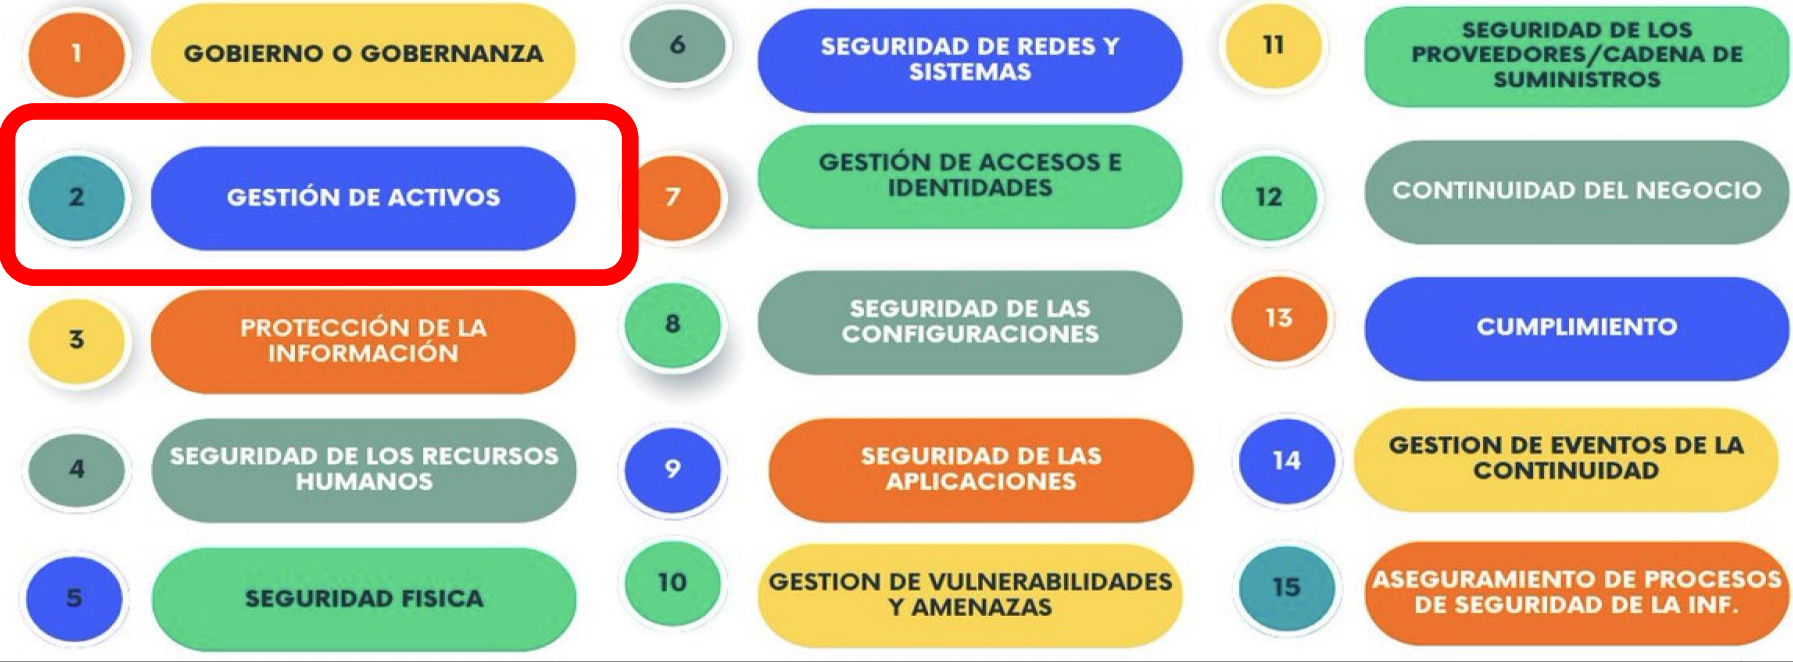 1
GOBIERNO O GOBERNANZA
2
GESTIÓN DE ACTIVOS
3
PROTECCIÓN DE LA
INFORMACIÓN
4
SEGURIDAD DE LOS RECURSOS
HUMANOS
5
SEGURIDAD FISICA
6
SEGURIDAD DE REDES Y
SISTEMAS
7
GESTIÓN DE ACCESOS E
IDENTIDADES
8
SEGURIDAD DE LAS
CONFIGURACIONES
9
SEGURIDAD DE LAS
APLICACIONES
10
GESTION DE VULNERABILIDADES
Y AMENAZAS
11
SEGURIDAD DE LOS
PROVEEDORES/CADENA DE
SUMINISTROS
12
CONTINUIDAD DEL NEGOCIO
13
CUMPLIMIENTO
14
GESTION DE EVENTOS DE LA
CONTINUIDAD
15
ASEGURAMIENTO DE PROCESOS
DE SEGURIDAD DE LA INF.